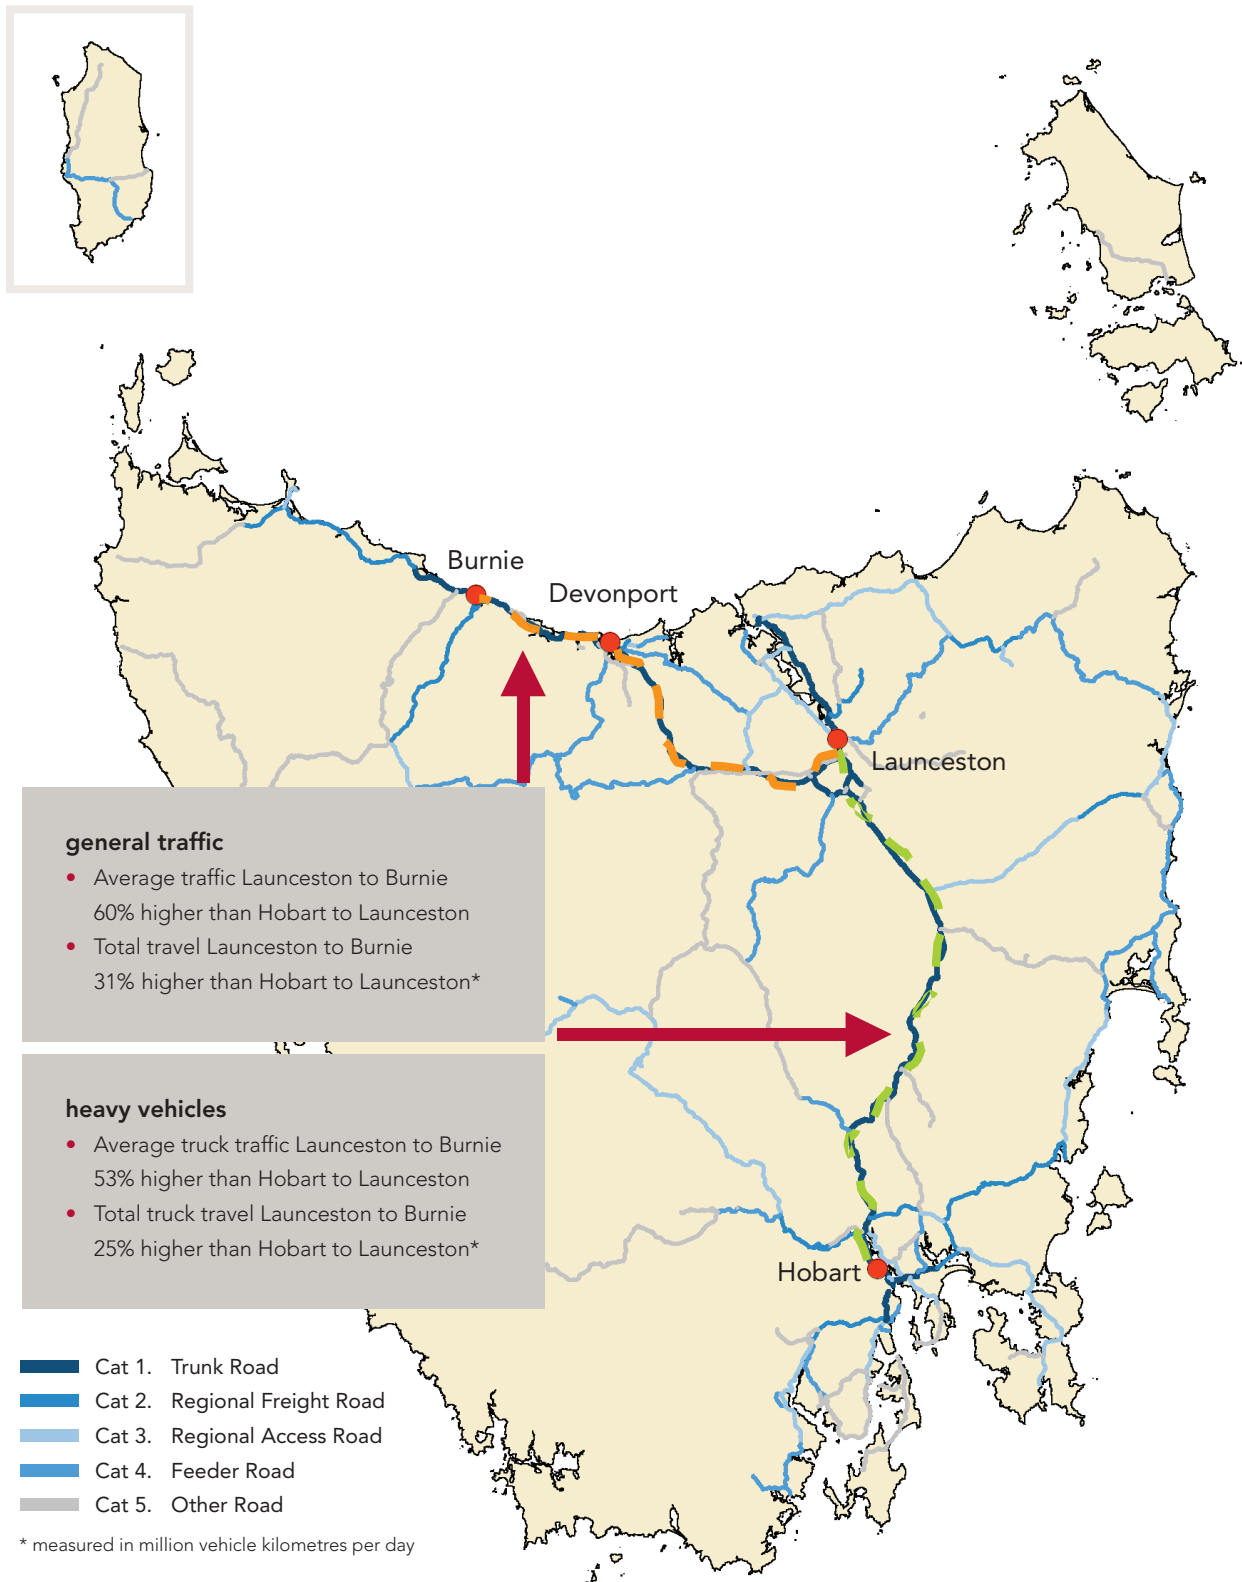 Burnie
Devonport
Launceston
general traffic
• Average traffic Launceston to Burnie
60% higher than Hobart to Launceston
• Total travel Launceston to Burnie
31% higher than Hobart to Launceston*
heavy vehicles
• Average truck traffic Launceston to Burnie
53% higher than Hobart to Launceston
• Total truck travel Launceston to Burnie
25% higher than Hobart to Launceston*
Hobart
Cat 1. Trunk Road
Cat 2. Regional Freight Road
Cat 3. Regional Access Road
Cat 4. Feeder Road
Cat 5. Other Road
* measured in million vehicle kilometres per day